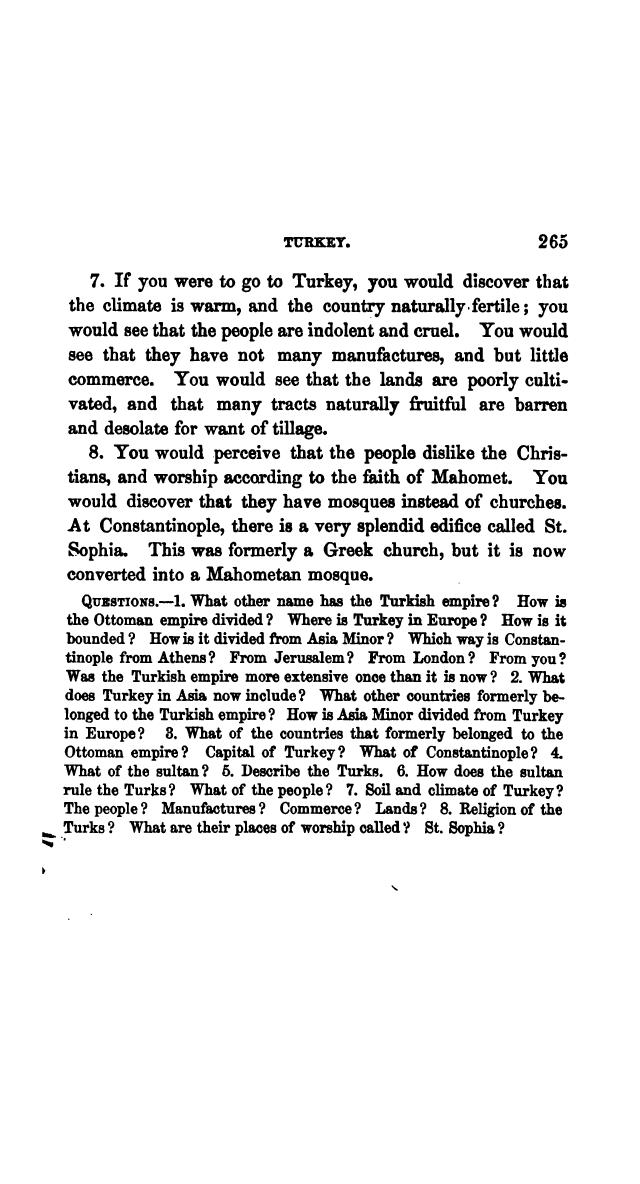 TURKEY. 265
7. If you were to go to Turkey, you would discover that
the climate is warm, and the country naturally fertile; you
would see that the people are indolent and cruel. You would
see that they have not many manufactures, and but little
commerce. You would see that the lands are poorly culti-
vated, and that many tracts naturally fruitful are barren
and desolate for want of tillage.
8. You would perceive that the people dislike the Chris-
tians, and worship according to the faith of Mahomet. You
would discover that they have mosques instead of churches.
At Constantinople, there is a very splendid edifice called St.
Sophia. This was formerly a Greek church, but it is now
converted into a Mahometan mosque.
QUESTIONS.—1. What other name has the Turkish empire? How is
the Ottoman empire divided? Where is Turkey in Europe? How is it
bounded? How is it divided from Asia Minor? Which way is Constan-
tinople from Athens? From Jerusalem? From London? From you?
Was the Turkish empire more extensive once than it is now? 2. What
does Turkey in Asia now include? What other countries formerly be-
longed to the Turkish empire? How is Asia Minor divided from Turkey
in Europe? 3. What of the countries that formerly belonged to the
Ottoman empire? Capital of Turkey? What of Constantinople? 4.
What of the sultan? 5. Describe the Turks. 6. How does the sultan
rule the Turks? What of the people? 7. Soil and climate of Turkey?
The people? Manufactures? Commerce? Lands? 8. Religion of the
Turks? What are their places of worship called? St. Sophia?